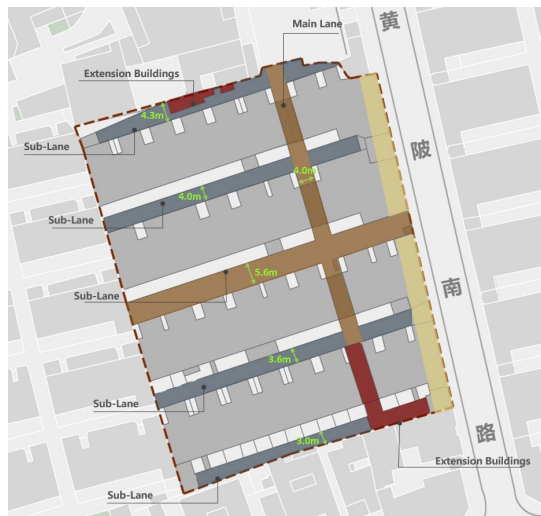 Main Lane
黄
Extension Buildings
4.3m
Sub-Lane
陂
4.0m
4.0m
Sub-Lane
5.6m
南
Sub-Lane
3.6m
Sub-Lane
3.0m
路
Extension Buildings
Sub-Lane